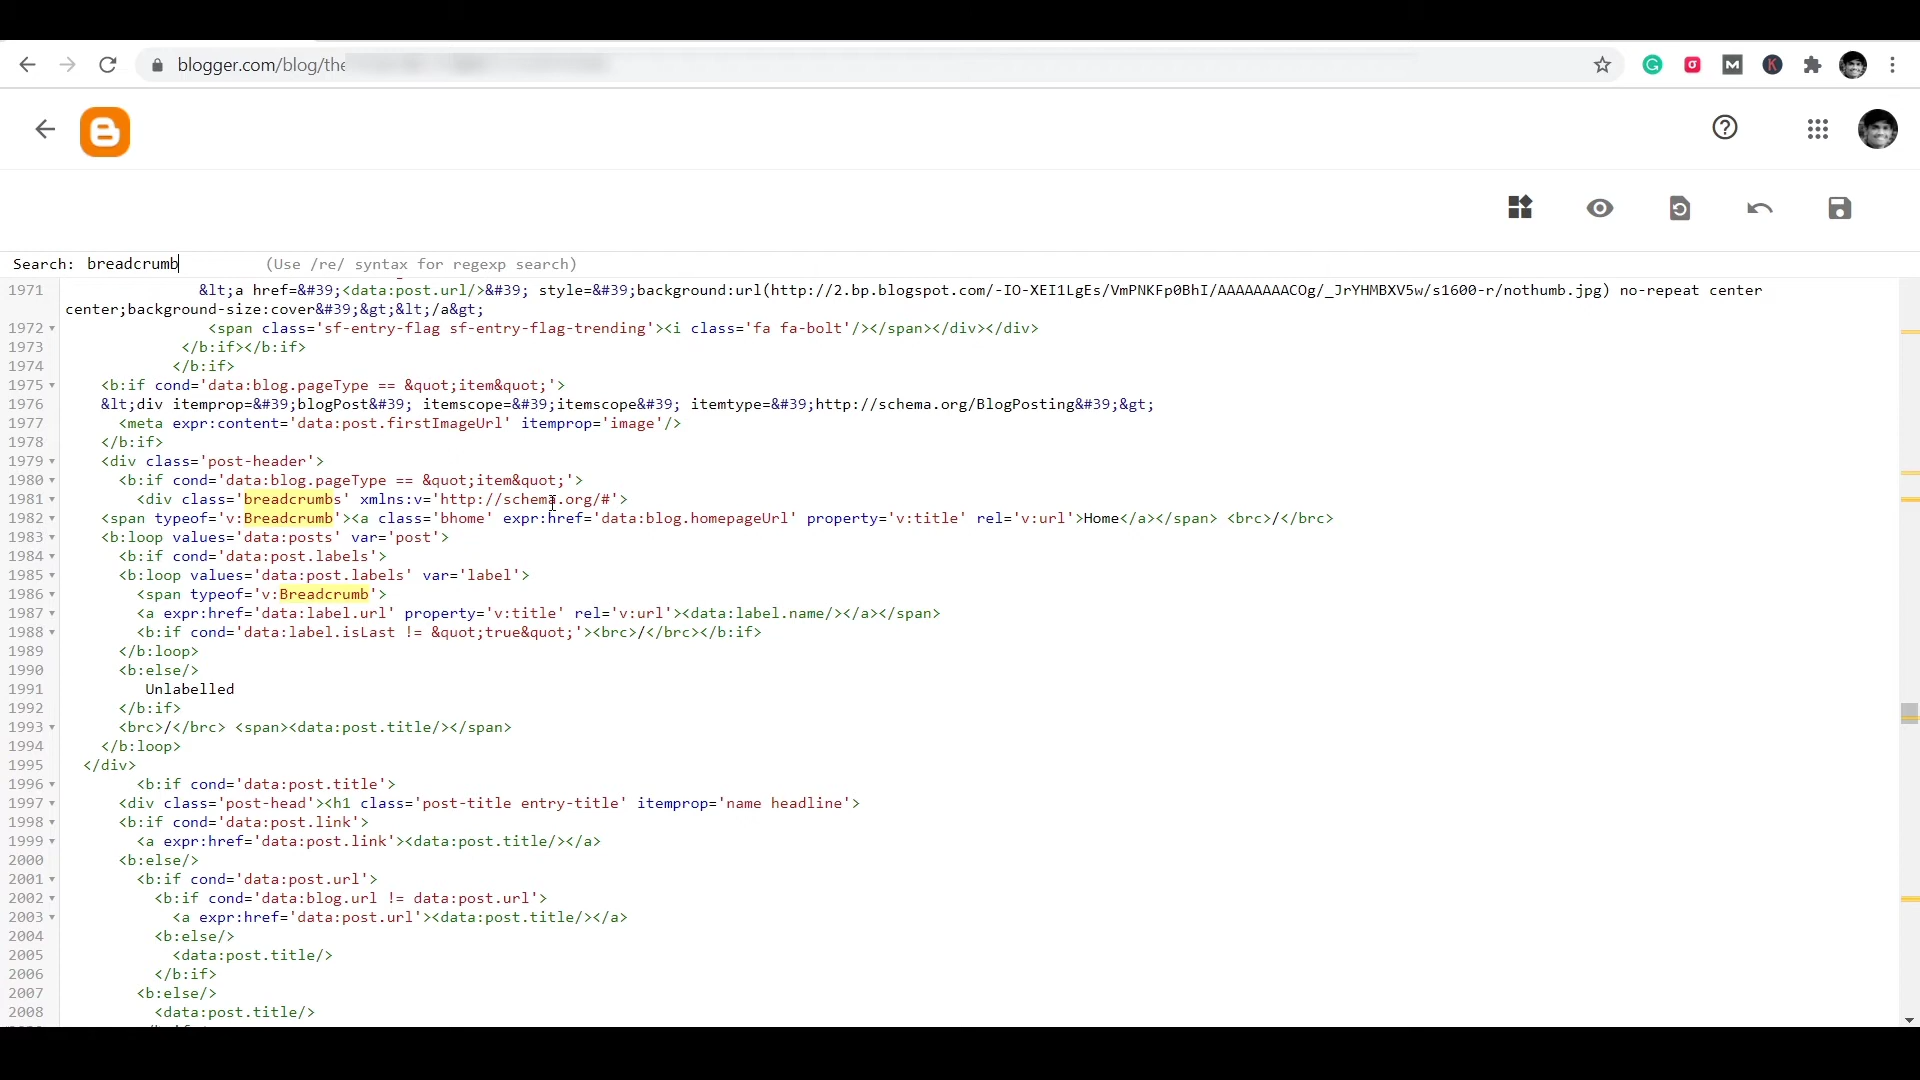 blogger.com/blog/the
Search: breadcrumb (Use /re/ syntax for regexp search)
1971 &lt;a href=&#39;<data:post.url/>&#39; style=&#39;background:url(http://2.bp.blogspot.com/-IO-XEI1LgEs/VmPNKFp0BhI/AAAAAAAACOg/_JrYHMBXV5w/s1600-r/nothumb.jpg) no-repeat center
center;background-size:cover&#39;&gt;&lt;/a&gt;
1972 <span class='sf-entry-flag sf-entry-flag-trending'><i class='fa fa-bolt'/></span></div></div>
1973 </b:if></b:if>
1974 </b:if>
1975 <b:if cond='data:blog.pageType == &quot;item&quot;'>
1976 &lt;div itemprop=&#39;blogPost&#39; itemscope=&#39;itemscope&#39; itemtype=&#39;http://schema.org/BlogPosting&#39;&gt;
1977 <meta expr:content='data:post.firstImageUrl' itemprop='image'/>
1978 </b:if>
1979 <div class='post-header'>
1980 <b:if cond='data:blog.pageType == &quot;item&quot;'>
1981 <div class='breadcrumbs' xmlns:v='http://schema.org/#'>
1982 <span typeof='v:Breadcrumb'><a class='bhome' expr:href='data:blog.homepageUrl' property='v:title' rel='v:url'>Home</a></span> <brc>/</brc>
1983 <b:loop values='data:posts' var='post'>
1984 <b:if cond='data:post.labels'>
1985 <b:loop values='data:post.labels' var='label'>
1986 <span typeof='v:Breadcrumb'>
1987 <a expr:href='data:label.url' property='v:title' rel='v:url'><data:label.name/></a></span>
1988 <b:if cond='data:label.isLast != &quot;true&quot;'><brc>/</brc></b:if>
1989 </b:loop>
1990 <b:else/>
1991 Unlabelled
1992 </b:if>
1993 <brc>/</brc> <span><data:post.title/></span>
1994 </b:loop>
1995 </div>
1996 <b:if cond='data:post.title'>
1997 <div class='post-head'><h1 class='post-title entry-title' itemprop='name headline'>
1998 <b:if cond='data:post.link'>
1999 <a expr:href='data:post.link'><data:post.title/></a>
2000 <b:else/>
2001 <b:if cond='data:post.url'>
2002 <b:if cond='data:blog.url != data:post.url'>
2003 <a expr:href='data:post.url'><data:post.title/></a>
2004 <b:else/>
2005 <data:post.title/>
2006 </b:if>
2007 <b:else/>
2008 <data:post.title/>